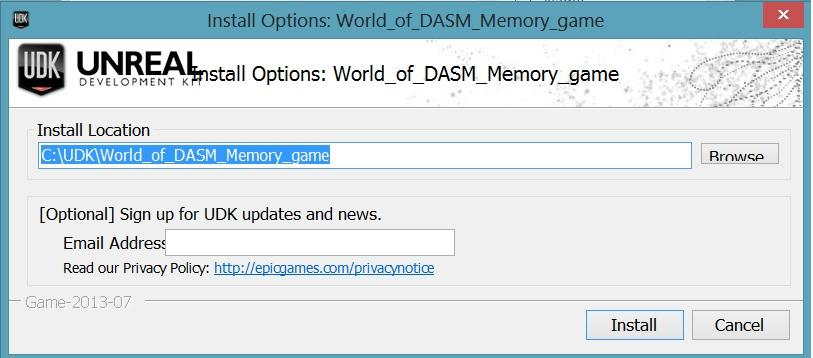 UDK
Install Options: World_of_DASM_Memory_game
x
UDK
UNREAL
DEVELOPMENT KIT
Install Options: World_of_DASM_Memory_game
Install Location
C:\UDK\World_of_DASM_Memory_game
Browse
[Optional] Sign up for UDK updates and news.
Email Address
Read our Privacy Policy: http://epicgames.com/privacynotice
Game-2013-07
Install
Cancel